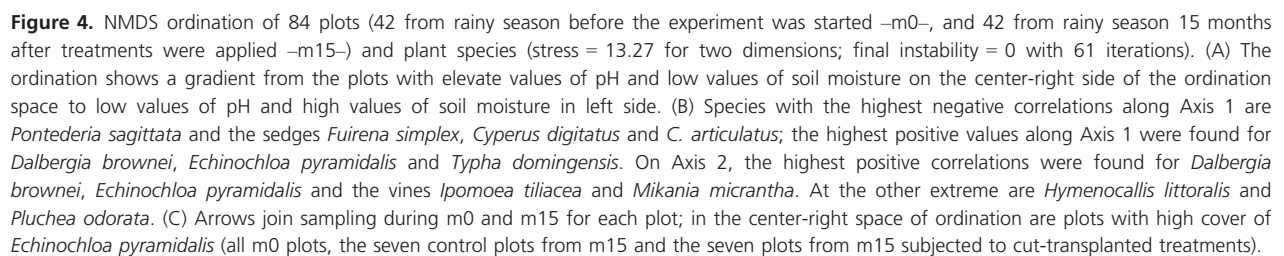 Figure 4. NMDS ordination of 84 plots (42 from rainy season before the experiment was started –m0–, and 42 from rainy season 15 months
after treatments were applied –m15–) and plant species (stress = 13.27 for two dimensions; final instability = 0 with 61 iterations). (A) The
ordination shows a gradient from the plots with elevate values of pH and low values of soil moisture on the center-right side of the ordination
space to low values of pH and high values of soil moisture in left side. (B) Species with the highest negative correlations along Axis 1 are
Pontederia sagittata and the sedges Fuirena simplex, Cyperus digitatus and C. articulatus; the highest positive values along Axis 1 were found for
Dalbergia brownei, Echinochloa pyramidalis and Typha domingensis. On Axis 2, the highest positive correlations were found for Dalbergia
brownei, Echinochloa pyramidalis and the vines Ipomoea tiliacea and Mikania micrantha. At the other extreme are Hymenocallis littoralis and
Pluchea odorata. (C) Arrows join sampling during m0 and m15 for each plot; in the center-right space of ordination are plots with high cover of
Echinochloa pyramidalis (all m0 plots, the seven control plots from m15 and the seven plots from m15 subjected to cut-transplanted treatments).